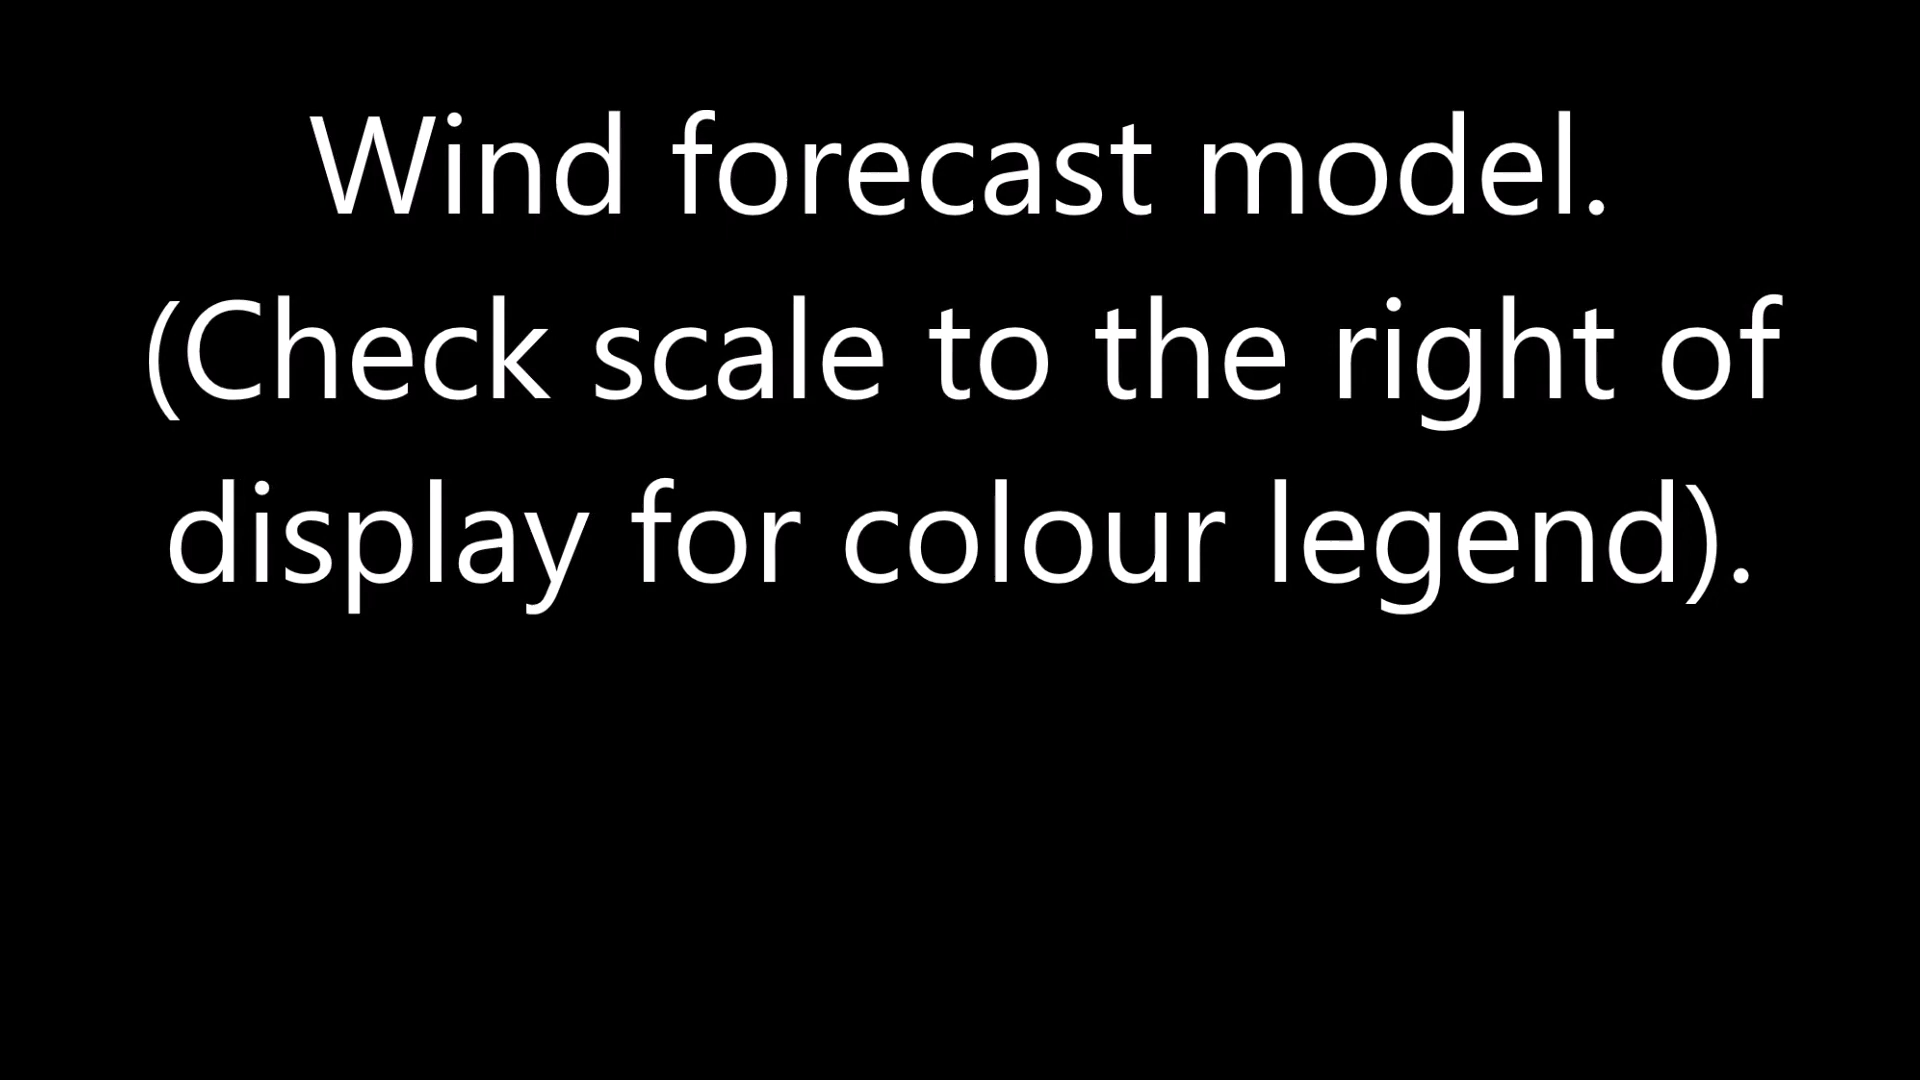 Wind forecast model.
(Check scale to the right of
display for colour legend).